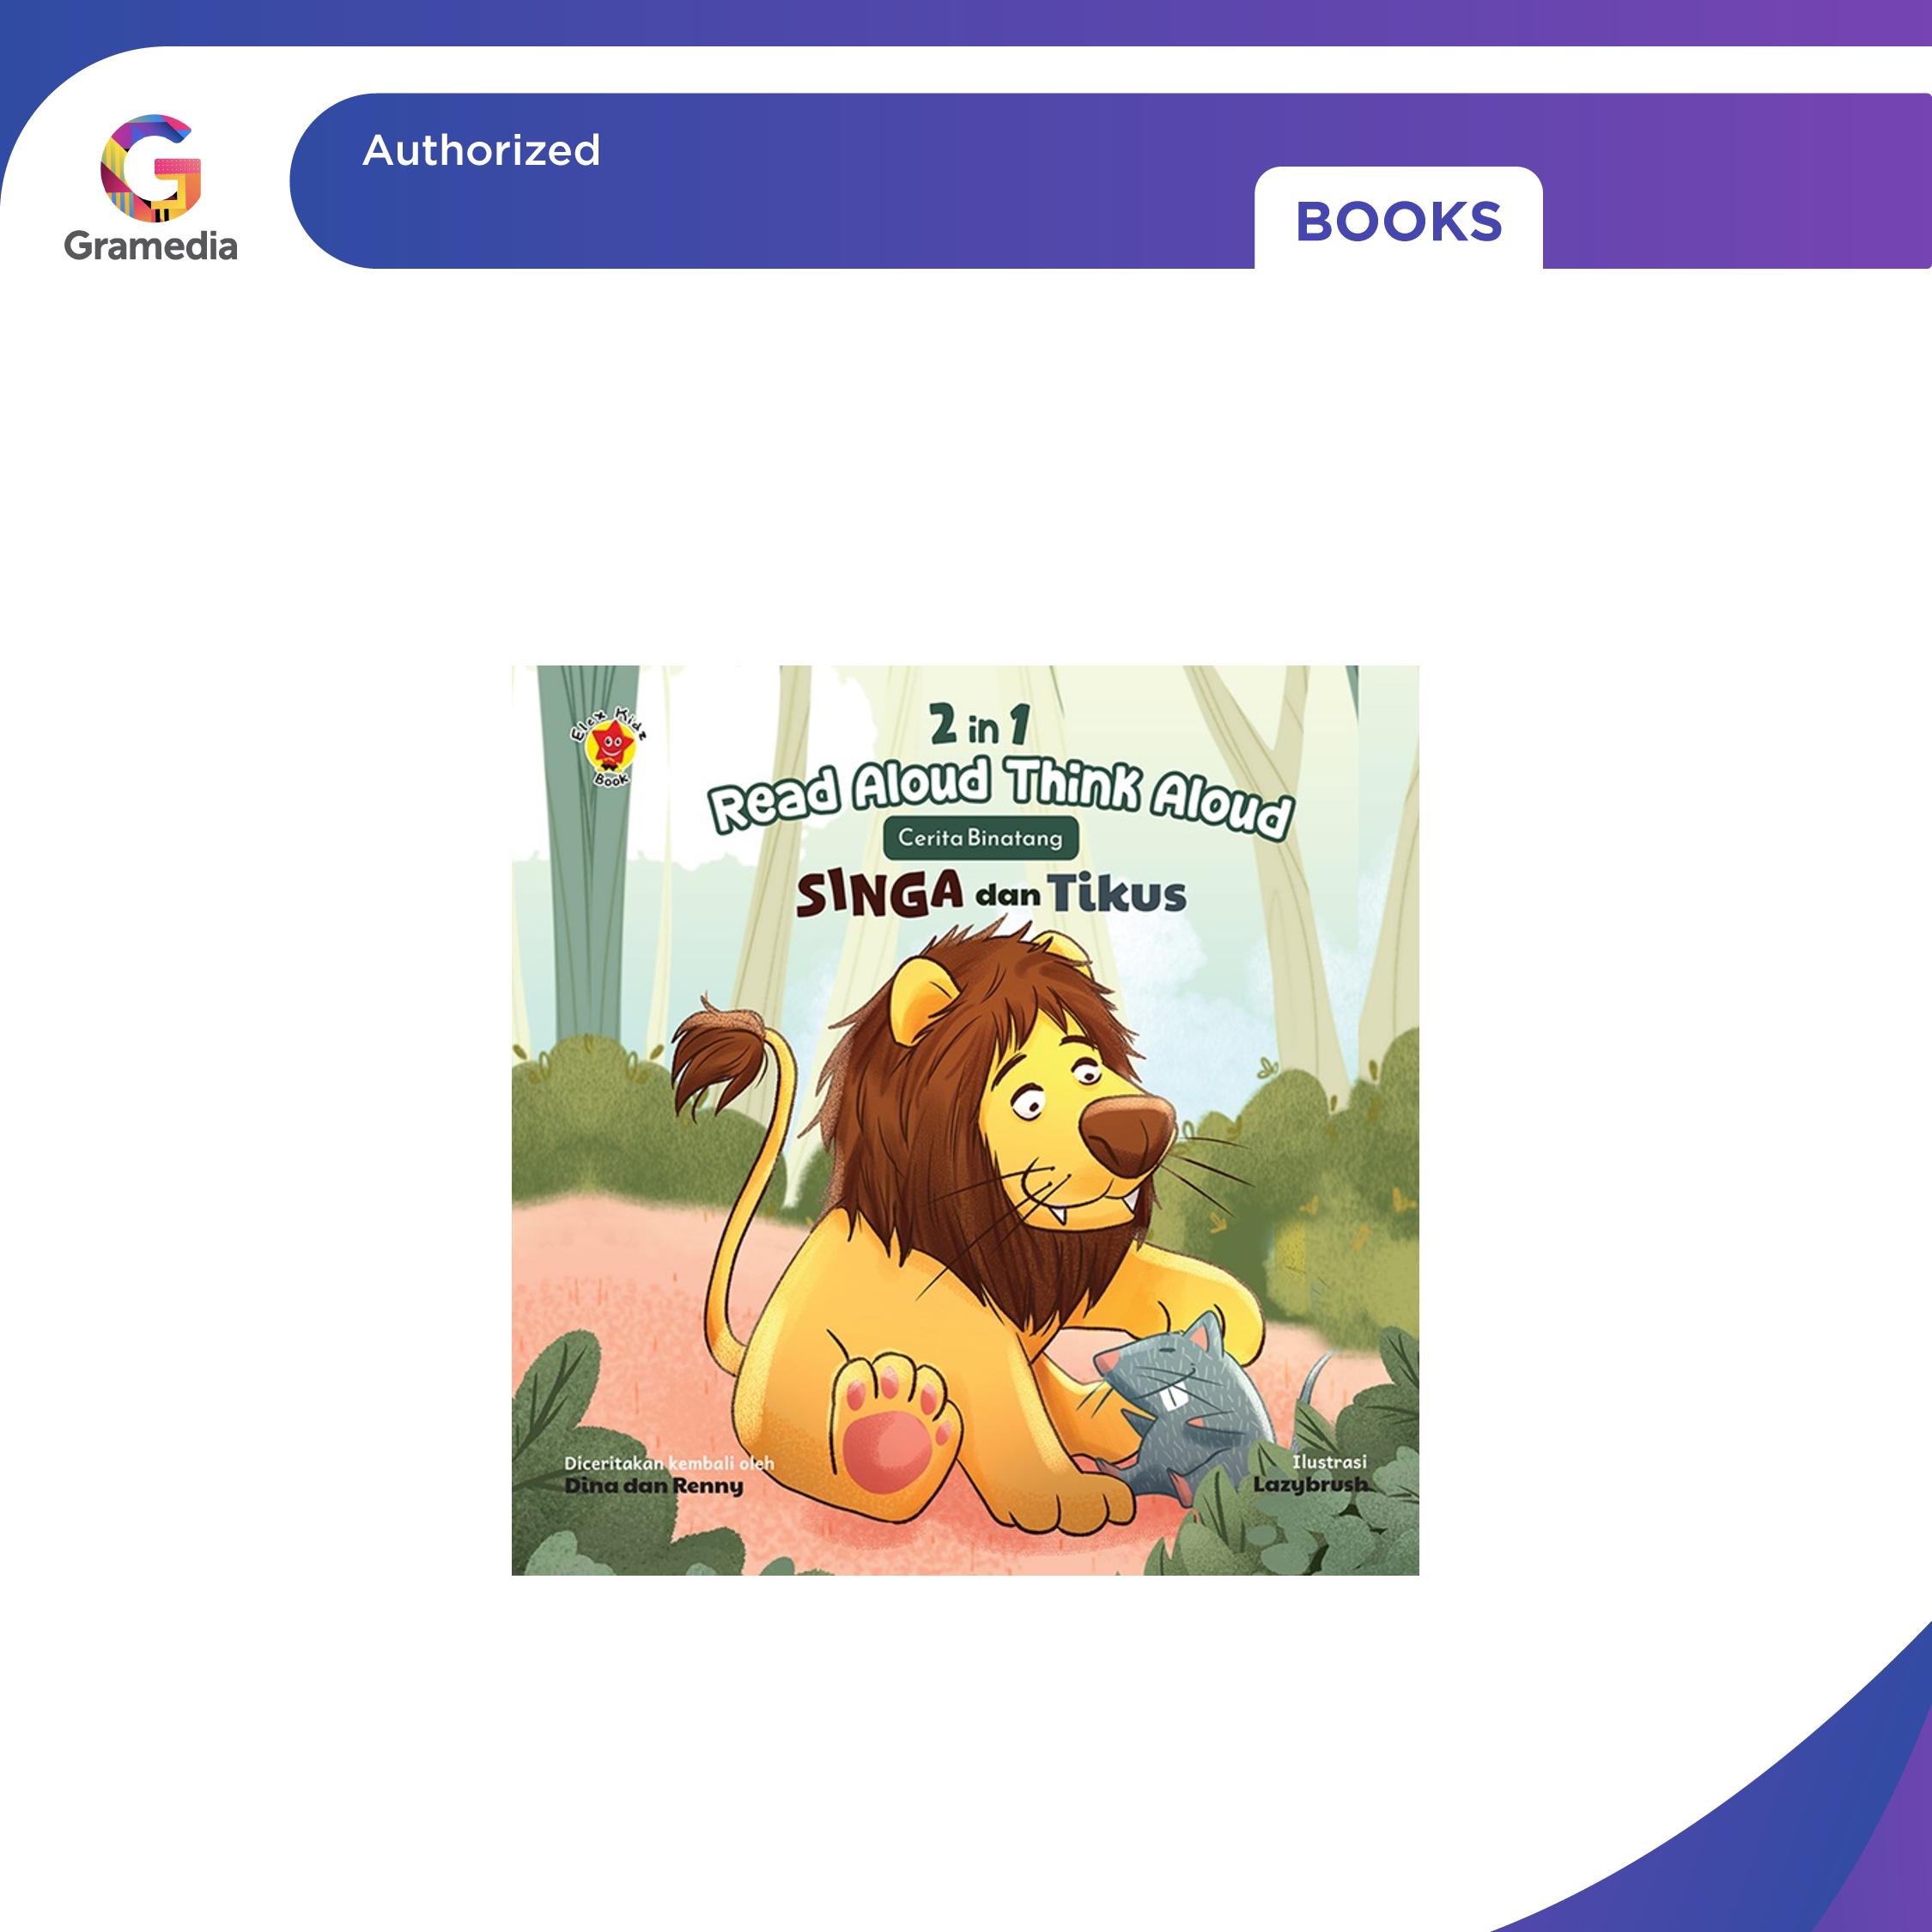 Gramedia
Authorized
BOOKS
Elex Kidz
Book
2 in 1
Read Aloud Think Aloud
Cerita Binatang
SINGA dan Tikus
Diceritakan kembali oleh
Dina dan Renny
Ilustrasi
Lazybrush